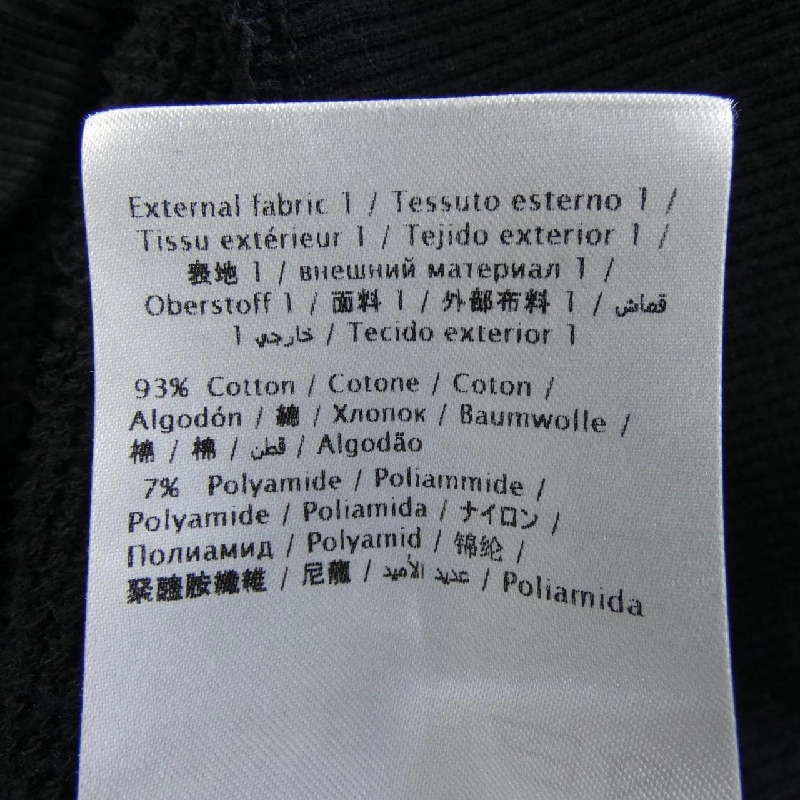 External fabric 1 / Tessuto esterno 1 /
Tissu extérieur 1 / Tejido exterior 1 /
表地 1 / внешний материал 1 /
Oberstoff 1 / 面料 1 / 外部布料 1 / قماش
خارجي 1 / Tecido exterior 1
93% Cotton / Cotone / Coton /
Algodón / 綿 / Хлопок / Baumwolle /
棉 / 棉 / قطن / Algodão
7% Polyamide / Poliammide /
Polyamide / Poliamida / ナイロン /
Полиамид / Polyamid / 锦纶 /
聚醯胺纖維 / 尼龍 / عديد الأميد / Poliamida